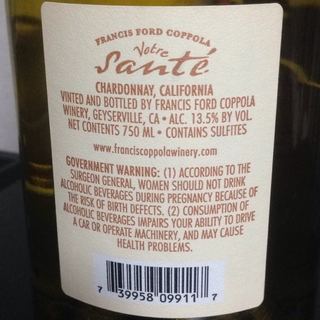 FRANCIS FORD COPPOLA
Votre
Santé
CHARDONNAY, CALIFORNIA
VINTED AND BOTTLED BY FRANCIS FORD COPPOLA
WINERY, GEYSERVILLE, CA • ALC. 13.5% BY VOL.
NET CONTENTS 750 ML • CONTAINS SULFITES
www.franciscoppolawinery.com
GOVERNMENT WARNING: (1) ACCORDING TO THE
SURGEON GENERAL, WOMEN SHOULD NOT DRINK
ALCOHOLIC BEVERAGES DURING PREGNANCY BECAUSE OF
THE RISK OF BIRTH DEFECTS. (2) CONSUMPTION OF
ALCOHOLIC BEVERAGES IMPAIRS YOUR ABILITY TO DRIVE
A CAR OR OPERATE MACHINERY, AND MAY CAUSE
HEALTH PROBLEMS.
7 39958 09911 7